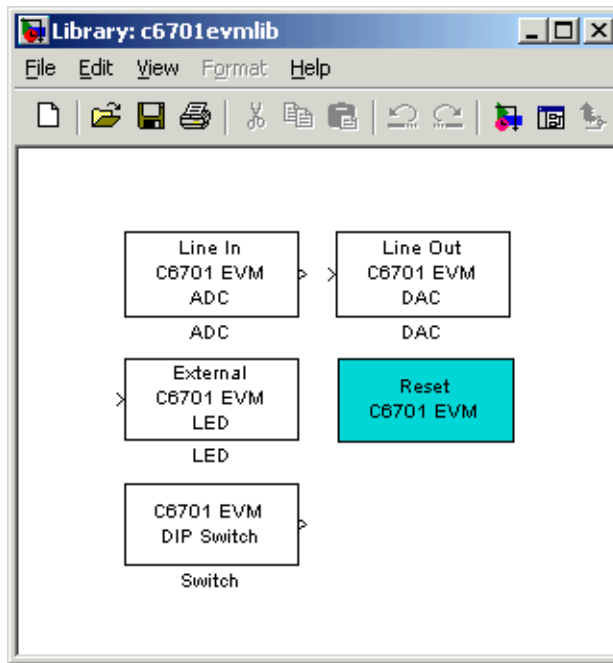 Library: c6701evmlib
File Edit View Format Help
Line In
C6701 EVM
ADC
ADC
Line Out
C6701 EVM
DAC
DAC
External
C6701 EVM
LED
LED
Reset
C6701 EVM
C6701 EVM
DIP Switch
Switch